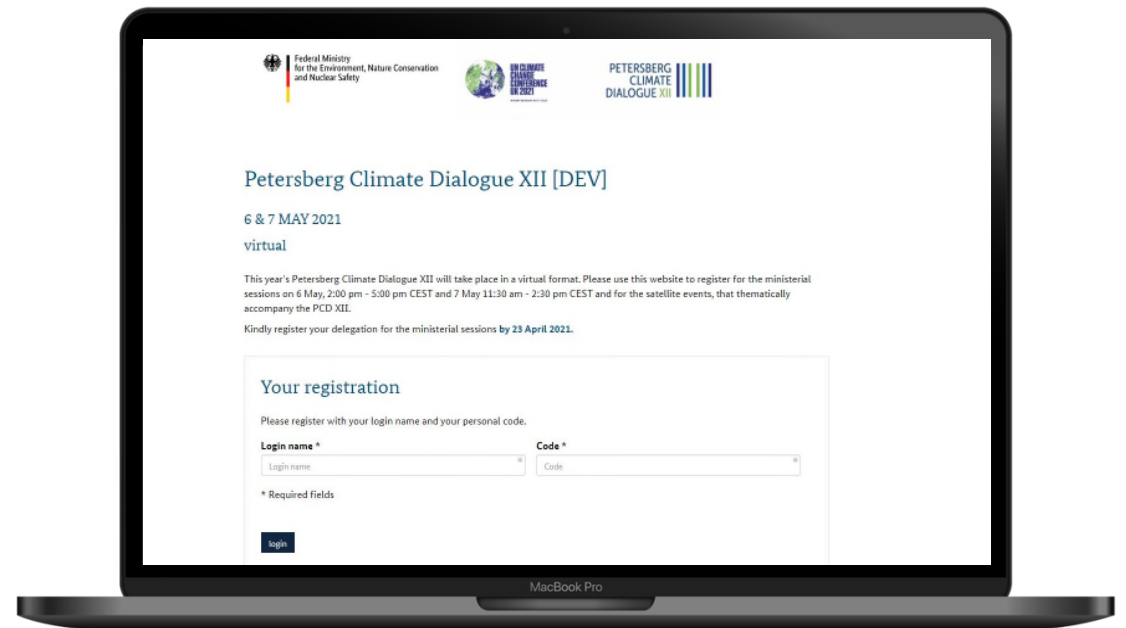 Federal Ministry
for the Environment, Nature Conservation
and Nuclear Safety
UN CLIMATE
CHANGE
CONFERENCE
UK 2021
PETERSBERG
CLIMATE
DIALOGUE XII
Petersberg Climate Dialogue XII [DEV]
6 & 7 MAY 2021
virtual
This year's Petersberg Climate Dialogue XII will take place in a virtual format. Please use this website to register for the ministerial
sessions on 6 May, 2:00 pm - 5:00 pm CEST and 7 May 11:30 am - 2:30 pm CEST and for the satellite events, that thematically
accompany the PCD XII.
Kindly register your delegation for the ministerial sessions by 23 April 2021.
Your registration
Please register with your login name and your personal code.
Login name * Code *
Login name Code
* Required fields
login
MacBook Pro